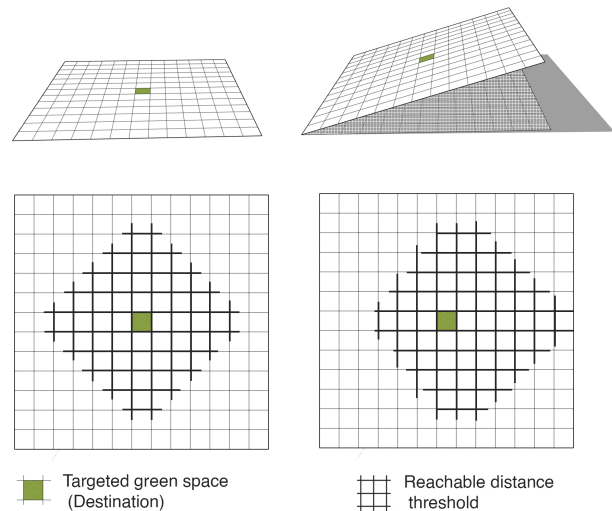 Targeted green space
(Destination)
Reachable distance
threshold